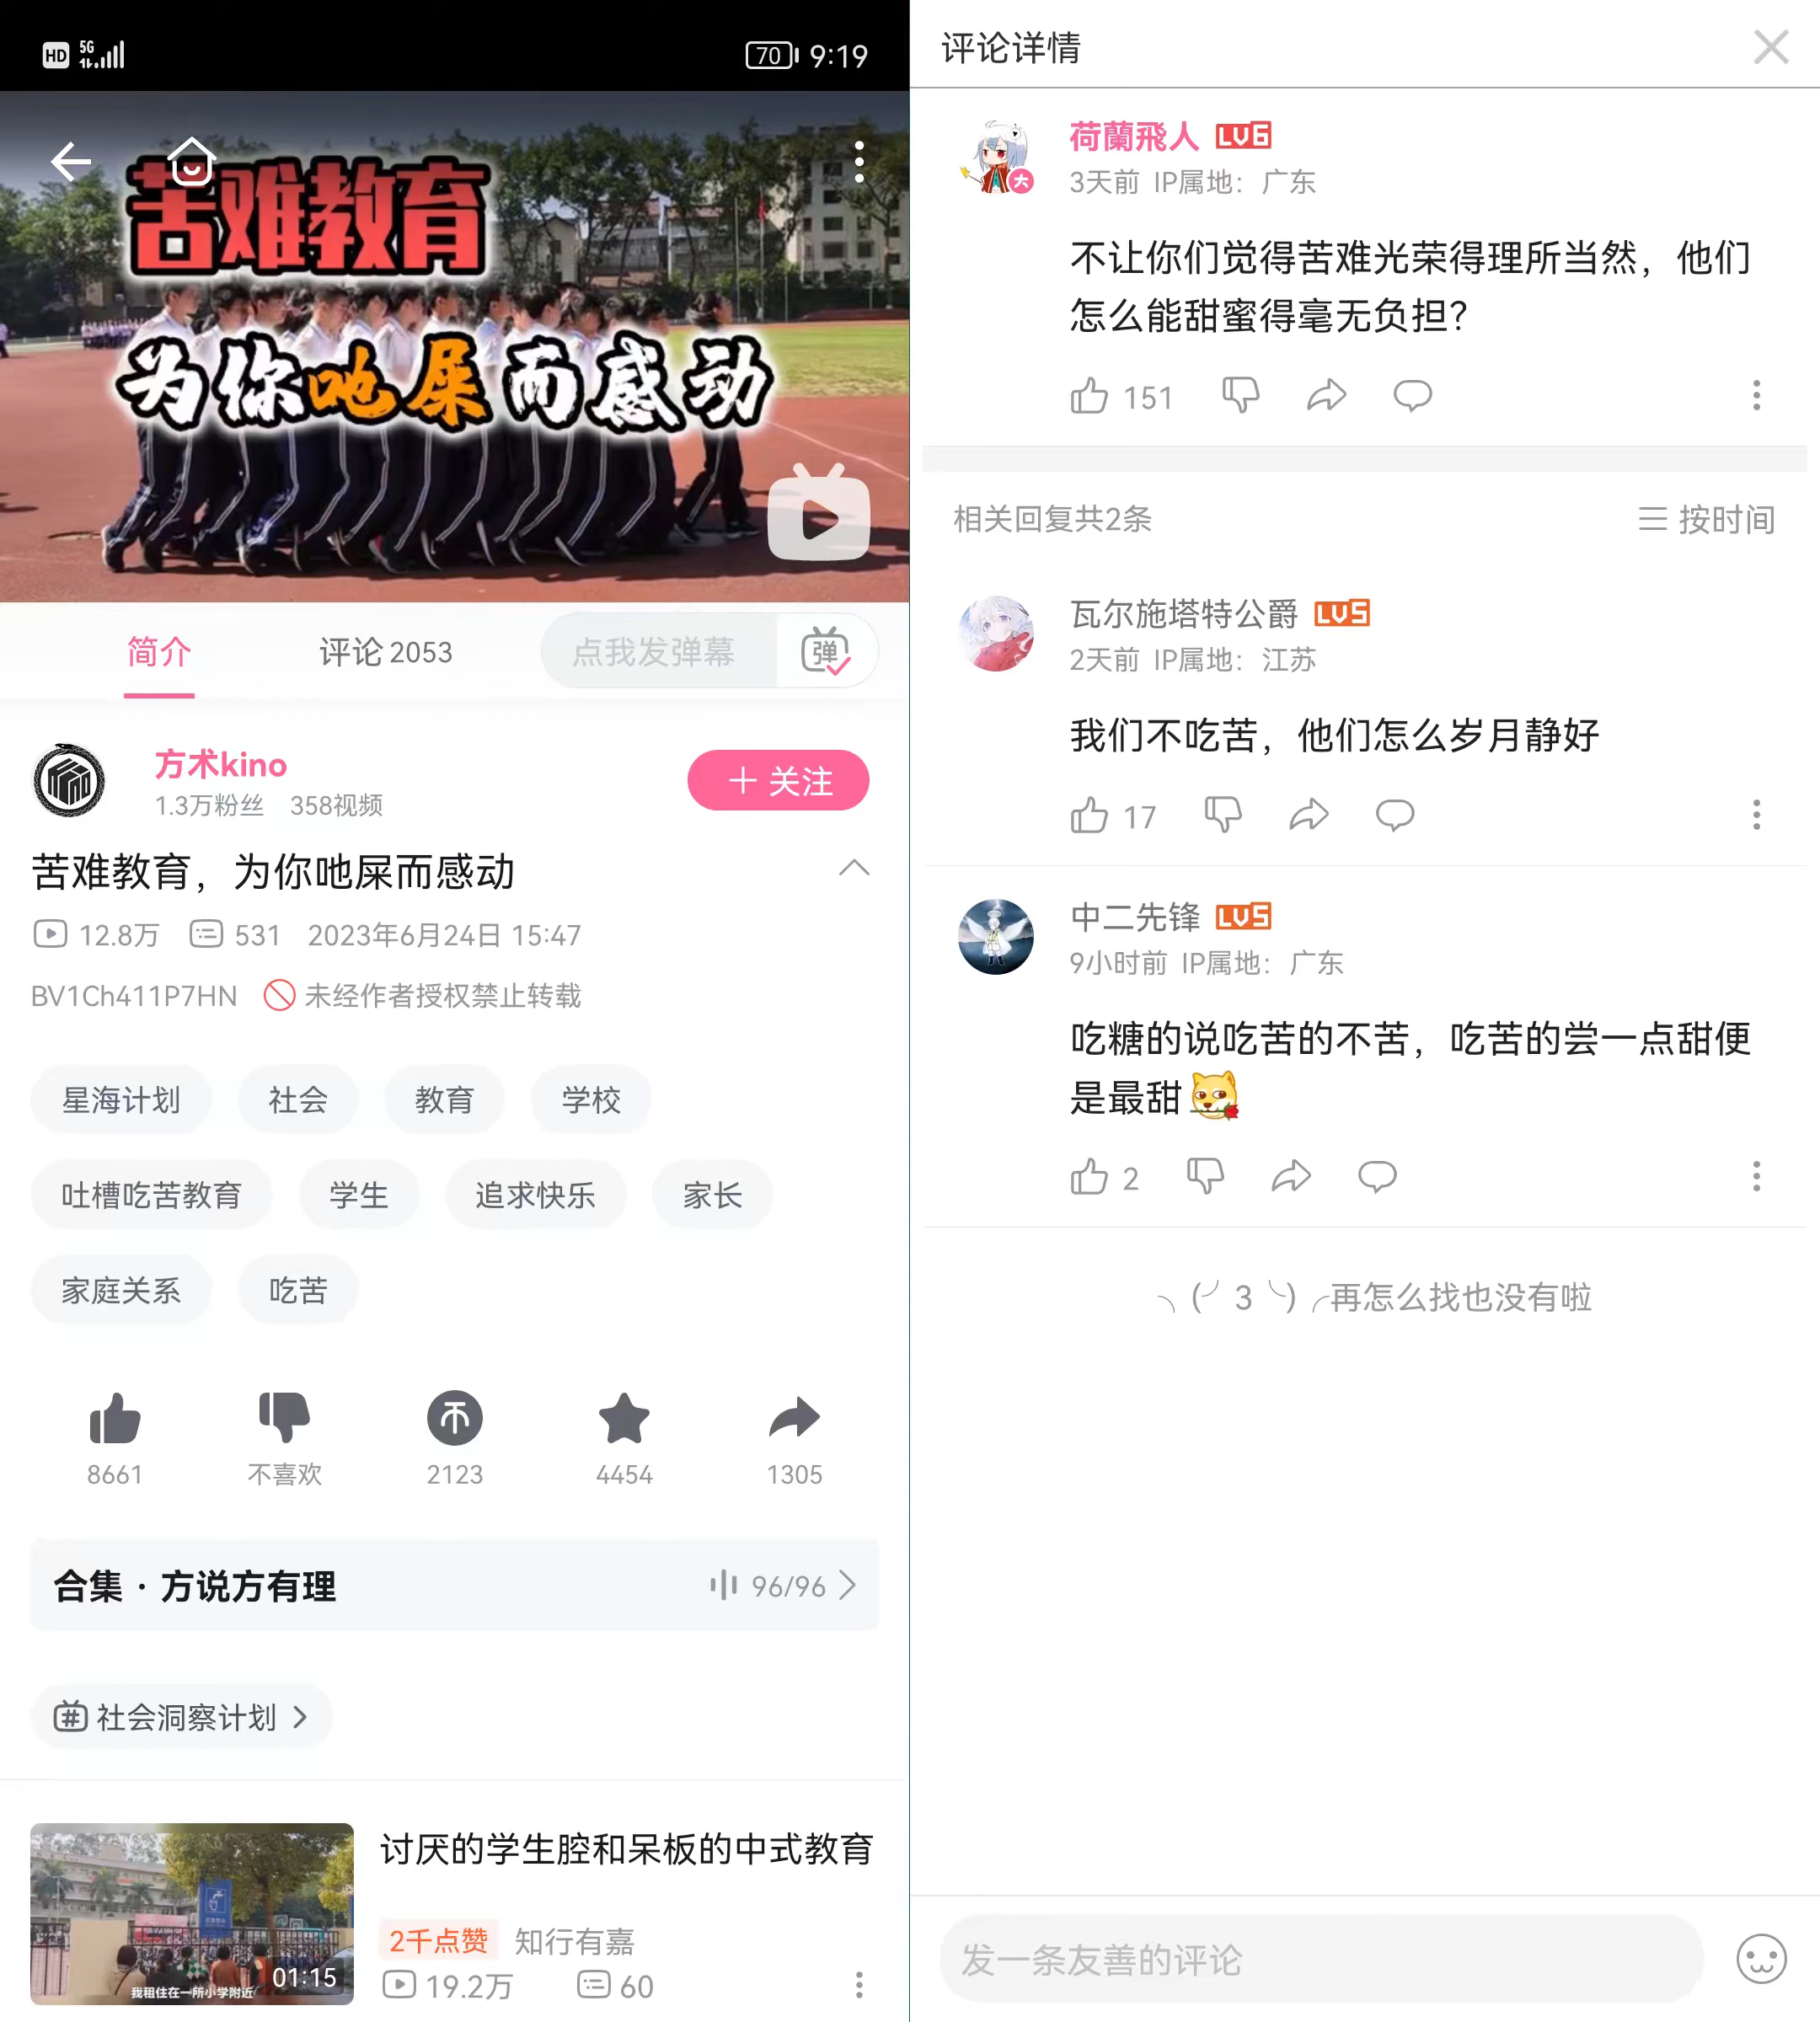 HD 5G 70 9:19
苦难教育
为你吔屎而感动
简介 评论 2053 点我发弹幕 弹
方术kino
1.3万粉丝 358视频
+ 关注
苦难教育，为你吔屎而感动
12.8万 531 2023年6月24日 15:47
BV1Ch411P7HN 未经作者授权禁止转载
星海计划 社会 教育 学校
吐槽吃苦教育 学生 追求快乐 家长
家庭关系 吃苦
8661 不喜欢 2123 4454 1305
合集 · 方说方有理 96/96
社会洞察计划
我租住在一所小学附近
01:15
讨厌的学生腔和呆板的中式教育
2千点赞 知行有嘉
19.2万 60
评论详情
荷蘭飛人 LV6
大
3天前 IP属地：广东
不让你们觉得苦难光荣得理所当然，他们
怎么能甜蜜得毫无负担？
151
相关回复共2条 按时间
瓦尔施塔特公爵 LV5
2天前 IP属地：江苏
我们不吃苦，他们怎么岁月静好
17
中二先锋 LV5
9小时前 IP属地：广东
吃糖的说吃苦的不苦，吃苦的尝一点甜便
是最甜
2
╮(╯3╰)╭再怎么找也没有啦
发一条友善的评论